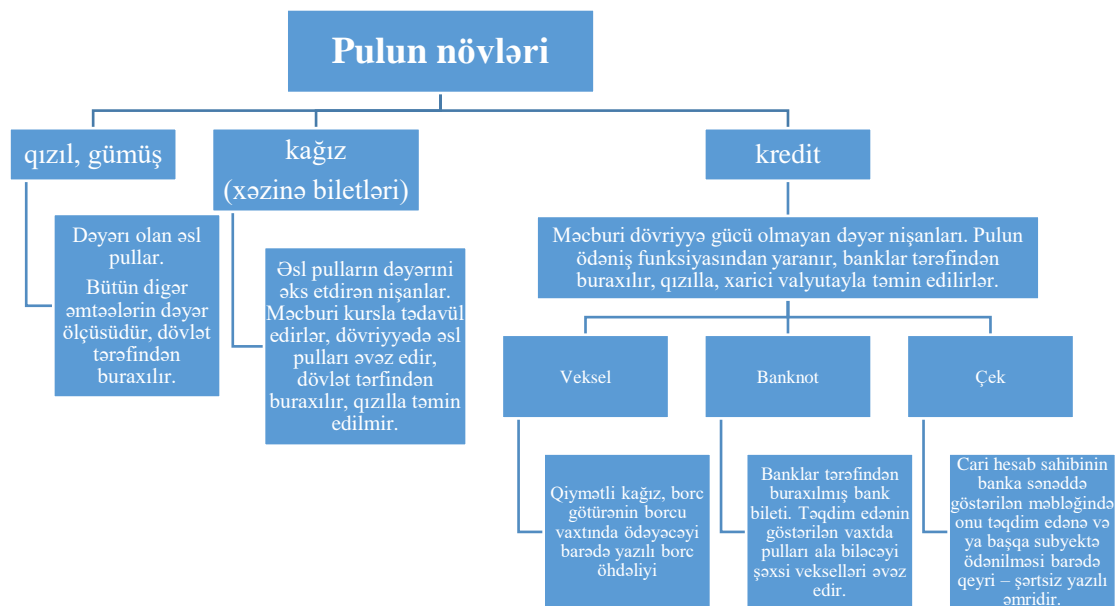 Pulun növləri
qızıl, gümüş
kağız
(xəzinə biletləri)
kredit
Dəyərı olan əsl
pullar.
Bütün digər
əmtəələrin dəyər
ölçüsüdür, dövlət
tərəfindən
buraxılır.
Əsl pulların dəyərıni
əks etdirən nişanlar.
Məcburi kursla tədavül
edirlər, dövriyyədə əsl
pulları əvəz edir,
dövlət tərfindən
buraxılır, qızılla təmin
edilmir.
Məcburi dövriyyə gücü olmayan dəyər nişanları. Pulun
ödəniş funksiyasından yaranır, banklar tərəfindən
buraxılır, qızılla, xarici valyutayla təmin edilirlər.
Veksel
Banknot
Çek
Qiymətli kağız, borc
götürənin borcu
vaxtında ödəyəcəyi
barədə yazılı borc
öhdəliyi
Banklar tərəfindən
buraxılmış bank
bileti. Təqdim edənin
göstərilən vaxtda
pulları ala biləcəyi
şəxsi vekselləri əvəz
edir.
Cari hesab sahibinin
banka sənəddə
göstərilən məbləğində
onu təqdim edənə və
ya başqa subyektə
ödənilməsi barədə
qeyri – şərtsiz yazılı
əmridir.